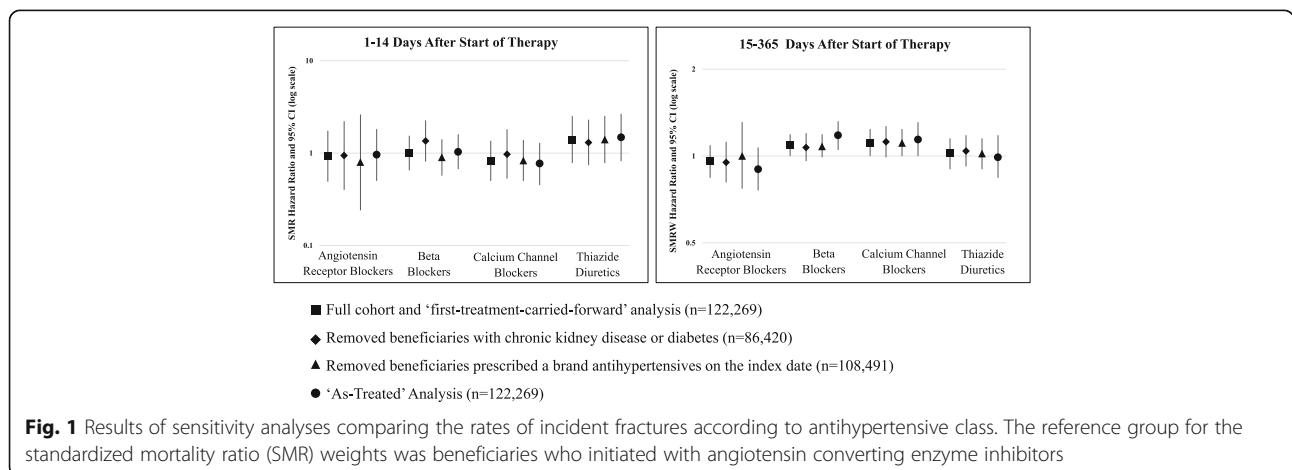 1-14 Days After Start of Therapy
SMR Hazard Ratio and 95% CI (log scale)
10
1
0.1
Angiotensin
Receptor Blockers
Beta
Blockers
Calcium Channel
Blockers
Thiazide
Diuretics
15-365 Days After Start of Therapy
SMRW Hazard Ratio and 95% CI (log scale)
2
1
0.5
Angiotensin
Receptor Blockers
Beta
Blockers
Calcium Channel
Blockers
Thiazide
Diuretics
Full cohort and ‘first-treatment-carried-forward’ analysis (n=122,269)
Removed beneficiaries with chronic kidney disease or diabetes (n=86,420)
Removed beneficiaries prescribed a brand antihypertensives on the index date (n=108,491)
‘As-Treated’ Analysis (n=122,269)
Fig. 1 Results of sensitivity analyses comparing the rates of incident fractures according to antihypertensive class. The reference group for the
standardized mortality ratio (SMR) weights was beneficiaries who initiated with angiotensin converting enzyme inhibitors